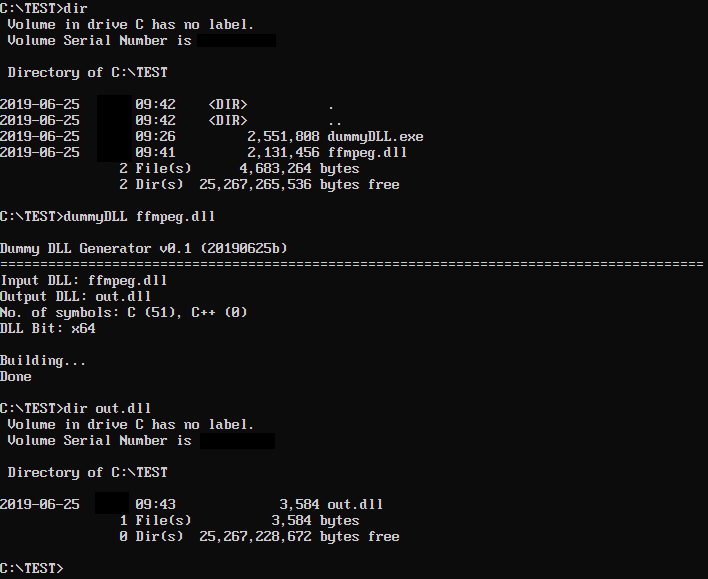 C:\TEST>dir
Volume in drive C has no label.
Volume Serial Number is
Directory of C:\TEST
2019-06-25 09:42 <DIR> .
2019-06-25 09:42 <DIR> ..
2019-06-25 09:26 2,551,808 dummyDLL.exe
2019-06-25 09:41 2,131,456 ffmpeg.dll
2 File(s) 4,683,264 bytes
2 Dir(s) 25,267,265,536 bytes free
C:\TEST>dummyDLL ffmpeg.dll
Dummy DLL Generator v0.1 (20190625b)
========================================================================================
Input DLL: ffmpeg.dll
Output DLL: out.dll
No. of symbols: C (51), C++ (0)
DLL Bit: x64
Building...
Done
C:\TEST>dir out.dll
Volume in drive C has no label.
Volume Serial Number is
Directory of C:\TEST
2019-06-25 09:43 3,584 out.dll
1 File(s) 3,584 bytes
0 Dir(s) 25,267,228,672 bytes free
C:\TEST>